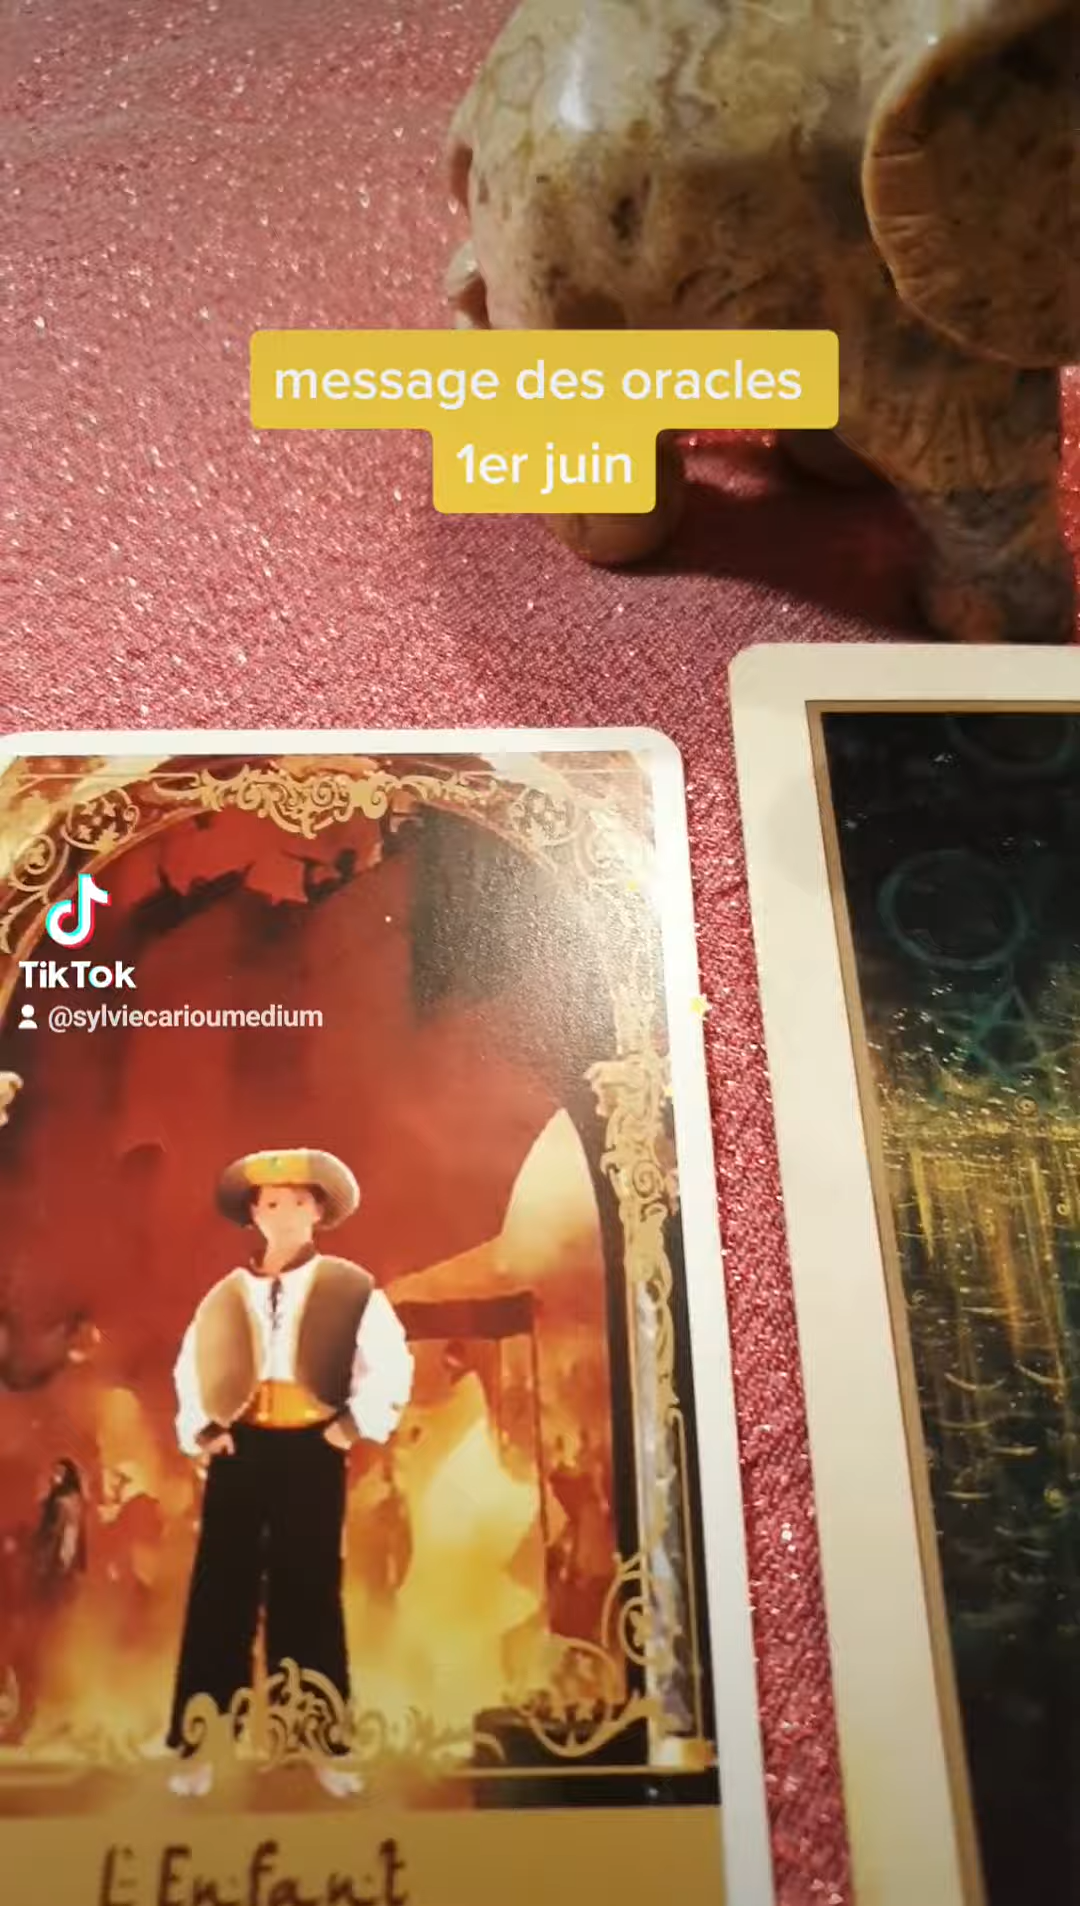 message des oracles
1er juin
TikTok
@sylviecarioumedium
L'Enfant